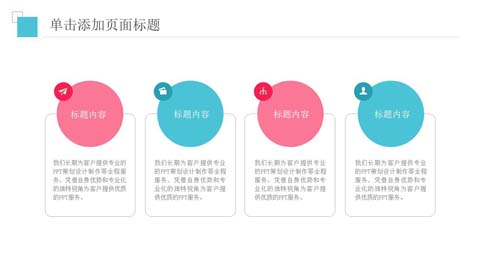 单击添加页面标题
标题内容
标题内容
标题内容
标题内容
我们长期为客户提供专业的
PPT策划设计制作等全程服
务。凭借自身优势和专业化
的独特视角为客户提供优质
的PPT服务。
我们长期为客户提供专业
的PPT策划设计制作等全程
服务。凭借自身优势和专
业化的独特视角为客户提
供优质的PPT服务。
我们长期为客户提供专业
的PPT策划设计制作等全程
服务。凭借自身优势和专
业化的独特视角为客户提
供优质的PPT服务。
我们长期为客户提供专业
的PPT策划设计制作等全程
服务。凭借自身优势和专
业化的独特视角为客户提
供优质的PPT服务。